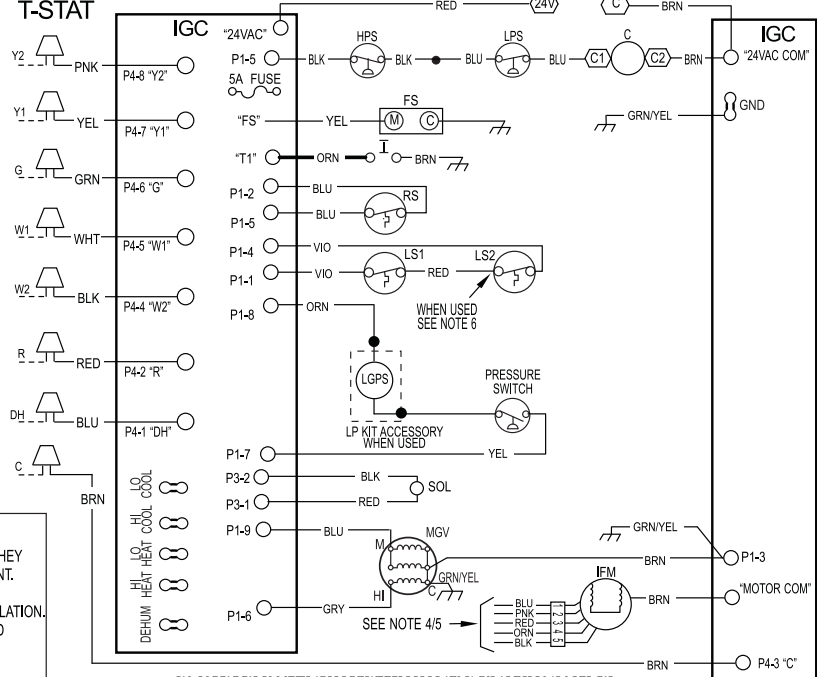 T-STAT
RED
24V
C
BRN
IGC
"24VAC"
IGC
"24VAC COM"
P1-5
BLK
HPS
BLK
BLU
LPS
BLU
C1
C
C2
BRN
5A FUSE
"FS"
YEL
FS
M
C
GRN/YEL
GND
"T1"
ORN
I
BRN
P1-2
BLU
RS
P1-5
BLU
P1-4
VIO
P1-1
VIO
LS1
RED
LS2
WHEN USED
SEE NOTE 6
P1-8
ORN
LGPS
LP KIT ACCESSORY
WHEN USED
PRESSURE
SWITCH
P1-7
YEL
P3-2
BLK
SOL
P3-1
RED
P1-9
BLU
M
MGV
GRN/YEL
C
HI
P1-6
GRY
GRN/YEL
BRN
P1-3
SEE NOTE 4/5
BLU 1
PNK 2
RED 3
ORN 4
BLK 5
IFM
BRN
"MOTOR COM"
BRN
P4-3 "C"
Y2
PNK
P4-8 "Y2"
Y1
YEL
P4-7 "Y1"
G
GRN
P4-6 "G"
W1
WHT
P4-5 "W1"
W2
BLK
P4-4 "W2"
R
RED
P4-2 "R"
DH
BLU
P4-1 "DH"
C
BRN
LO COOL
HI COOL
LO HEAT
HI HEAT
DEHUM
HEY
NT.
LATION.
D